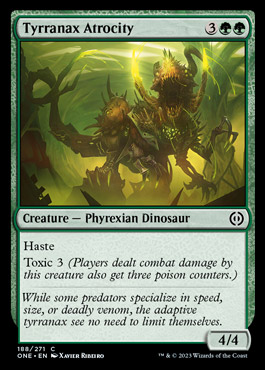 Tyrranax Atrocity 3
Creature — Phyrexian Dinosaur
Haste
Toxic 3 (Players dealt combat damage by
this creature also get three poison counters.)
While some predators specialize in speed,
size, or deadly venom, the adaptive
tyrranax see no need to limit themselves.
4/4
188/271 C
ONE • EN Xavier Ribeiro
™ & © 2023 Wizards of the Coast